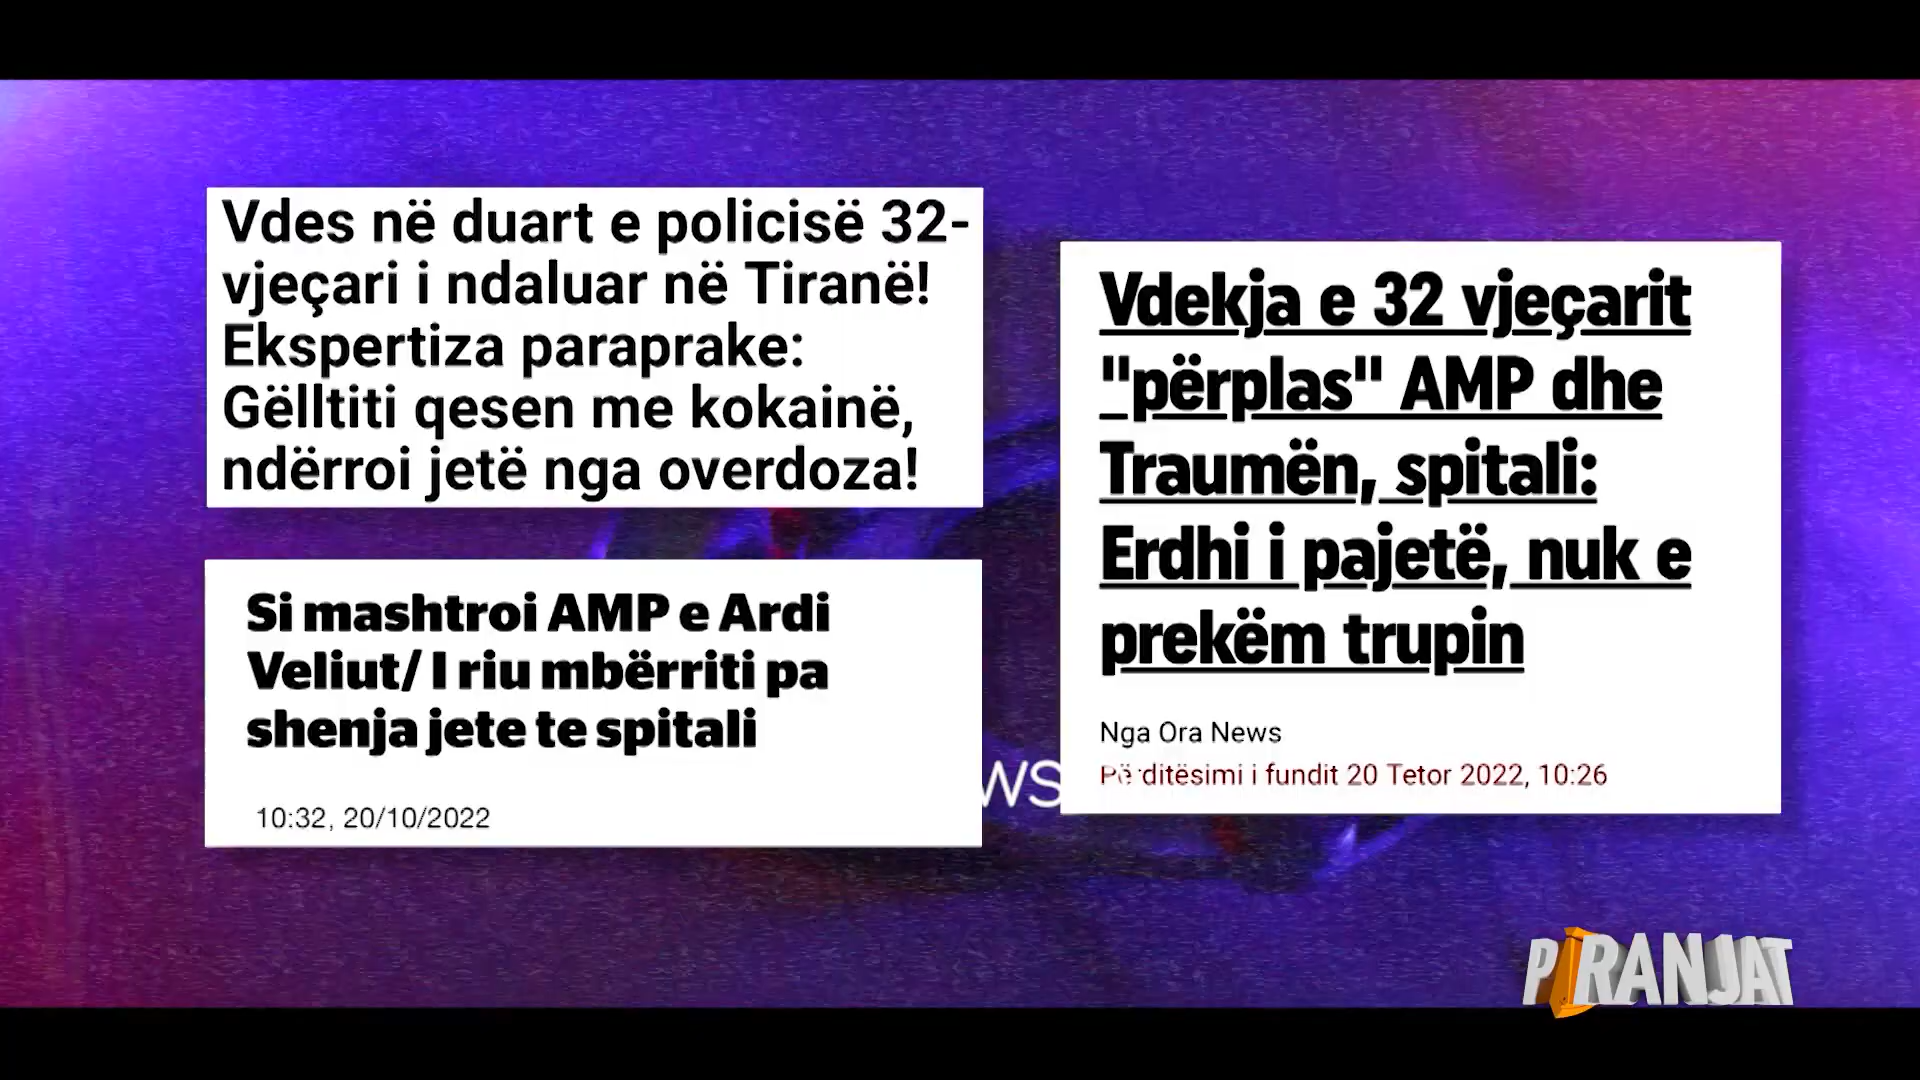 Vdes në duart e policisë 32-
vjeçari i ndaluar në Tiranë!
Ekspertiza paraprake:
Gëlltiti qesen me kokainë,
ndërroi jetë nga overdoza!
Si mashtroi AMP e Ardi
Veliut/ I riu mbërriti pa
shenja jete te spitali
10:32, 20/10/2022
Vdekja e 32 vjeçarit
"përplas" AMP dhe
Traumën, spitali:
Erdhi i pajetë, nuk e
prekëm trupin
Nga Ora News
Përditësimi i fundit 20 Tetor 2022, 10:26
PIRANJAT